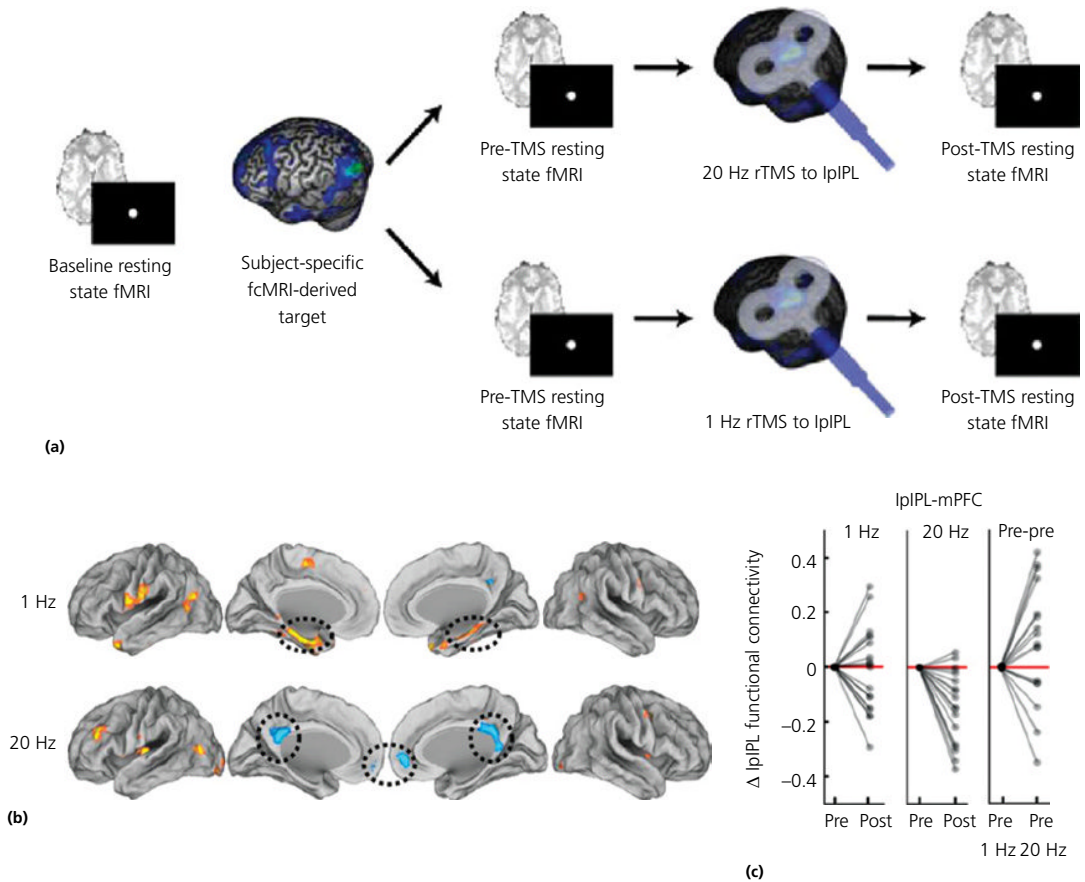 Baseline resting
state fMRI
Subject-specific
fcMRI-derived
target
Pre-TMS resting
state fMRI
20 Hz rTMS to lpIPL
Post-TMS resting
state fMRI
Pre-TMS resting
state fMRI
1 Hz rTMS to lpIPL
Post-TMS resting
state fMRI
(a)
1 Hz
20 Hz
(b)
lpIPL-mPFC
1 Hz
20 Hz
Pre-pre
Δ lpIPL functional connectivity
0.4
0.2
0
–0.2
–0.4
Pre Post
Pre Post
Pre Pre
1 Hz 20 Hz
(c)